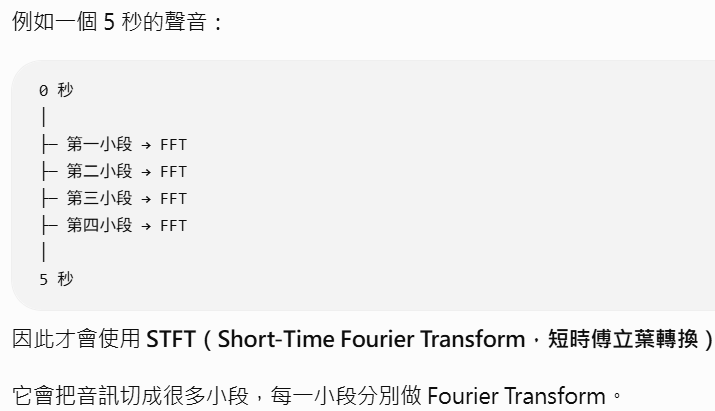 例如一個 5 秒的聲音：
0 秒
│
├─ 第一小段 → FFT
├─ 第二小段 → FFT
├─ 第三小段 → FFT
├─ 第四小段 → FFT
│
5 秒
因此才會使用 STFT（Short-Time Fourier Transform，短時傅立葉轉換）
它會把音訊切成很多小段，每一小段分別做 Fourier Transform。